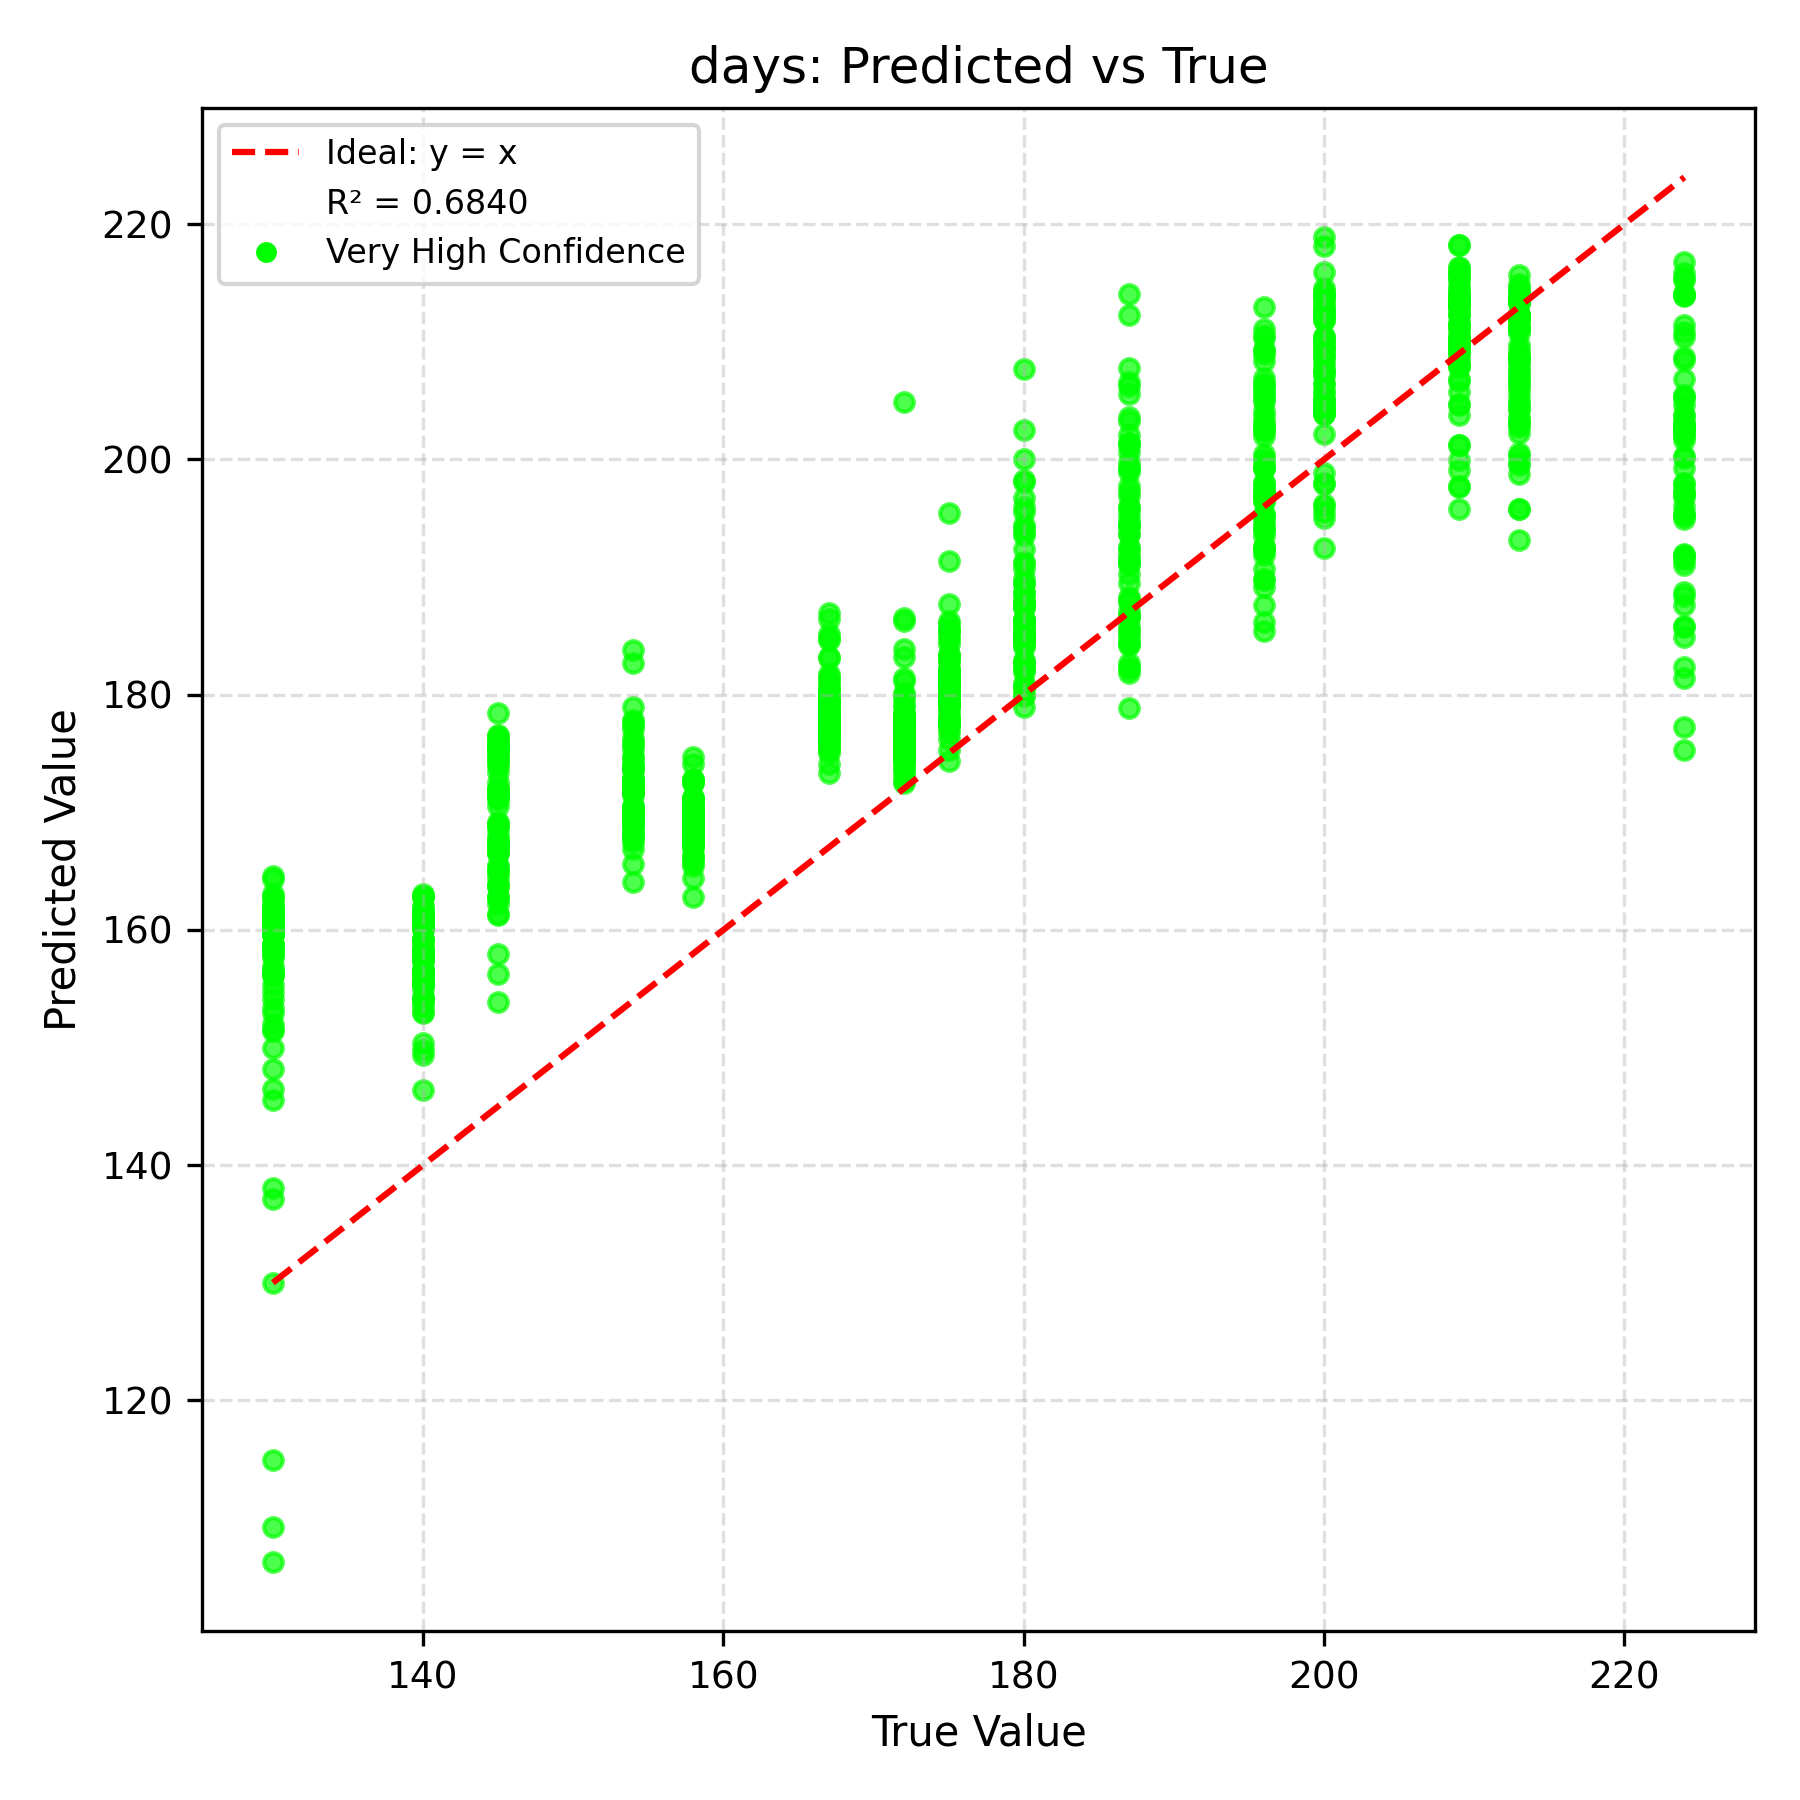 days: Predicted vs True
Ideal: y = x
R² = 0.6840
Very High Confidence
Predicted Value
220
200
180
160
140
120
140 160 180 200 220
True Value